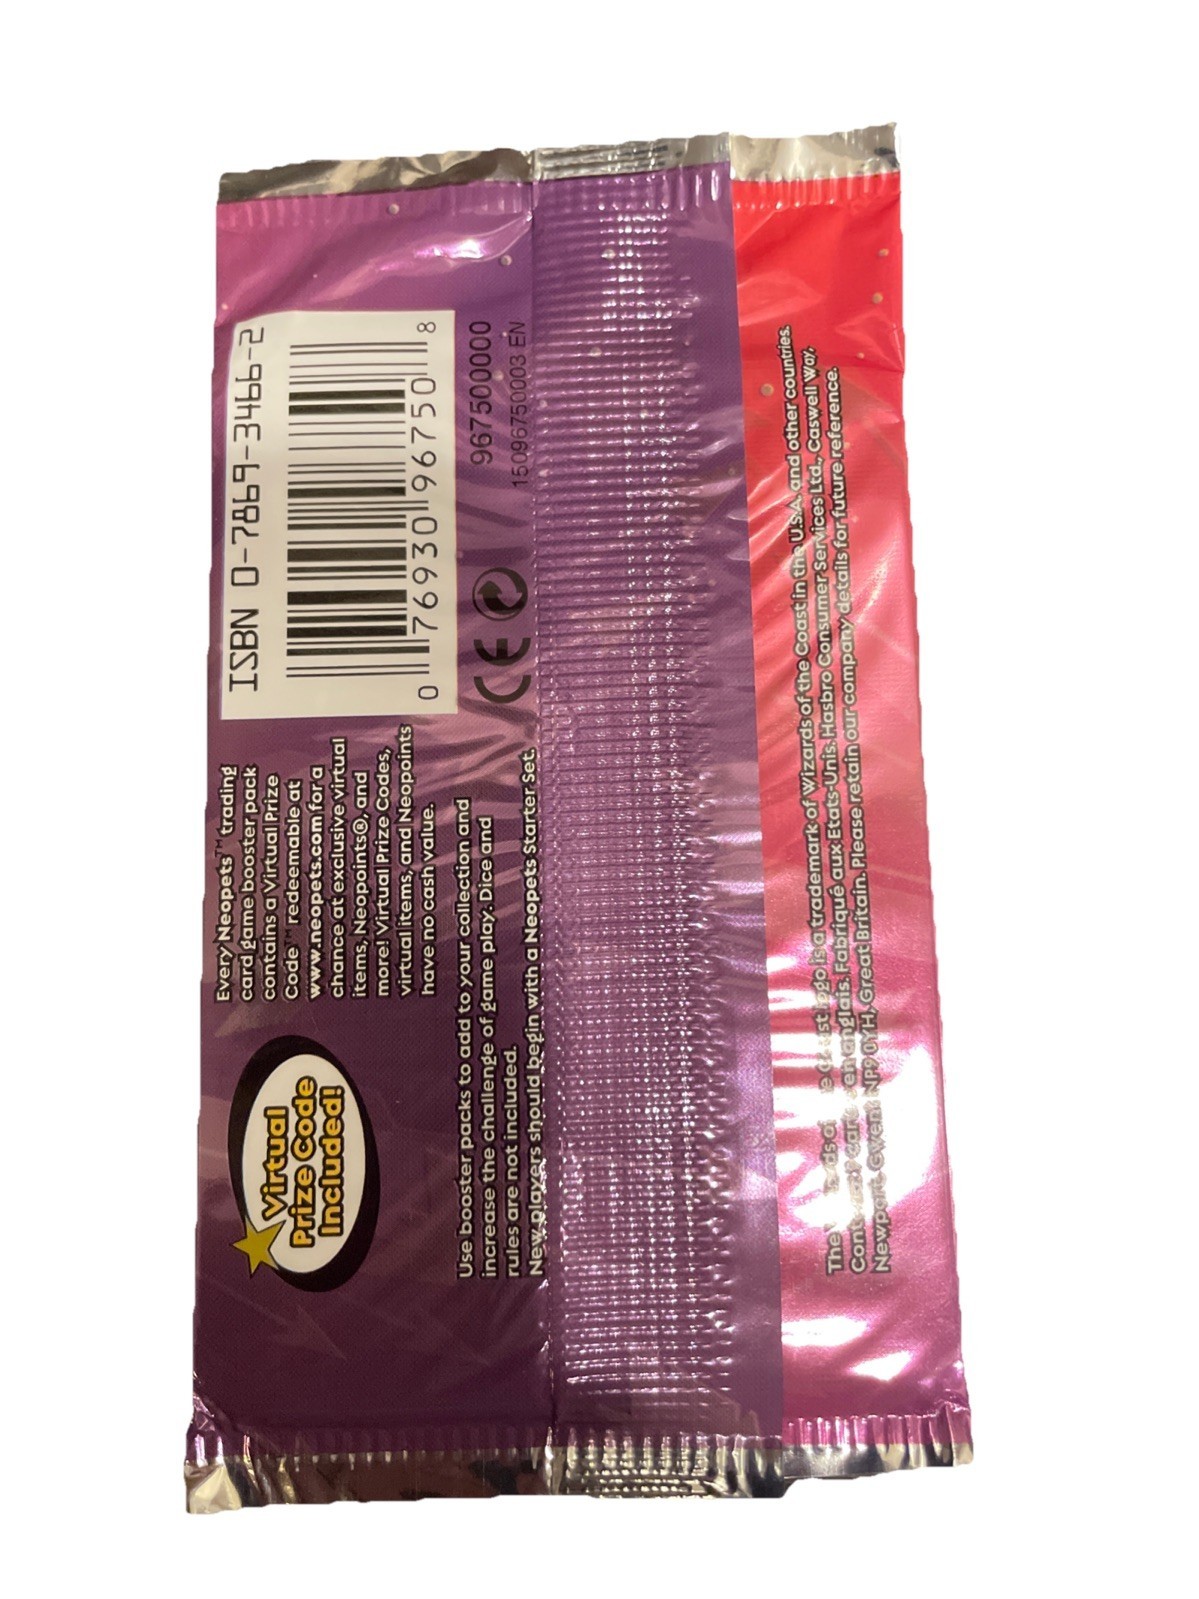 Virtual
Prize Code
Included!
Every Neopets™ trading
card game booster pack
contains a Virtual Prize
Code™ redeemable at
www.neopets.com for a
chance at exclusive virtual
items, Neopoints®, and
more! Virtual Prize Codes,
virtual items, and Neopoints
have no cash value.
ISBN 0-7869-3466-2
0 76930 96750 8
Use booster packs to add to your collection and
increase the challenge of game play. Dice and
rules are not included.
New players should begin with a Neopets Starter Set.
CE
967500000
15096750003 EN
The logo is a trademark of Wizards of the Coast in the U.S.A. and other countries.
en anglais. Fabriqué aux Etats-Unis. Hasbro Consumer Services Ltd., Caswell Way,
Newport, Gwent NP9 0YH, Great Britain. Please retain our company details for future reference.